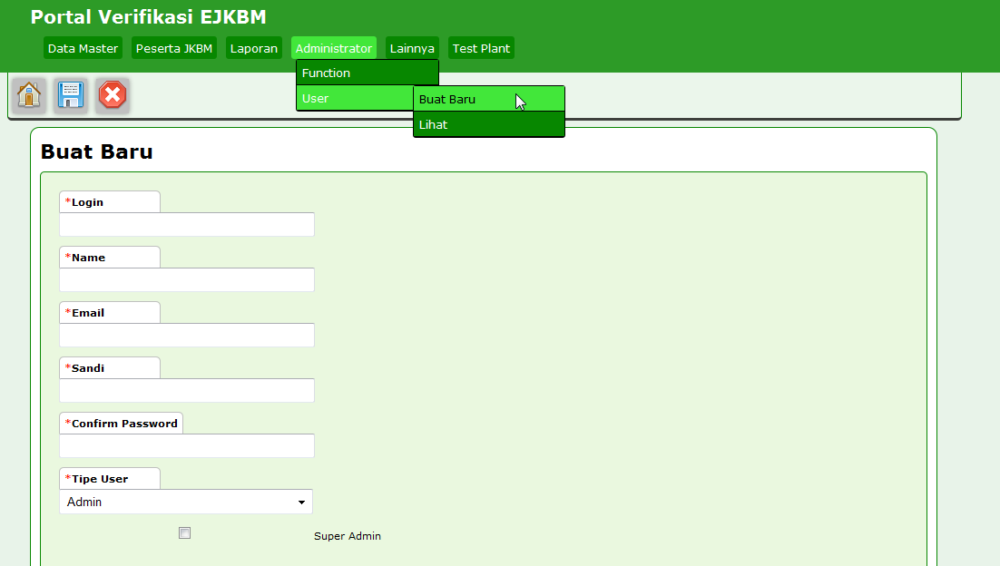 Portal Verifikasi EJKBM
Data Master Peserta JKBM Laporan Administrator Lainnya Test Plant
Function
User
Buat Baru
Lihat
Buat Baru
*Login
*Name
*Email
*Sandi
*Confirm Password
*Tipe User
Admin
Super Admin